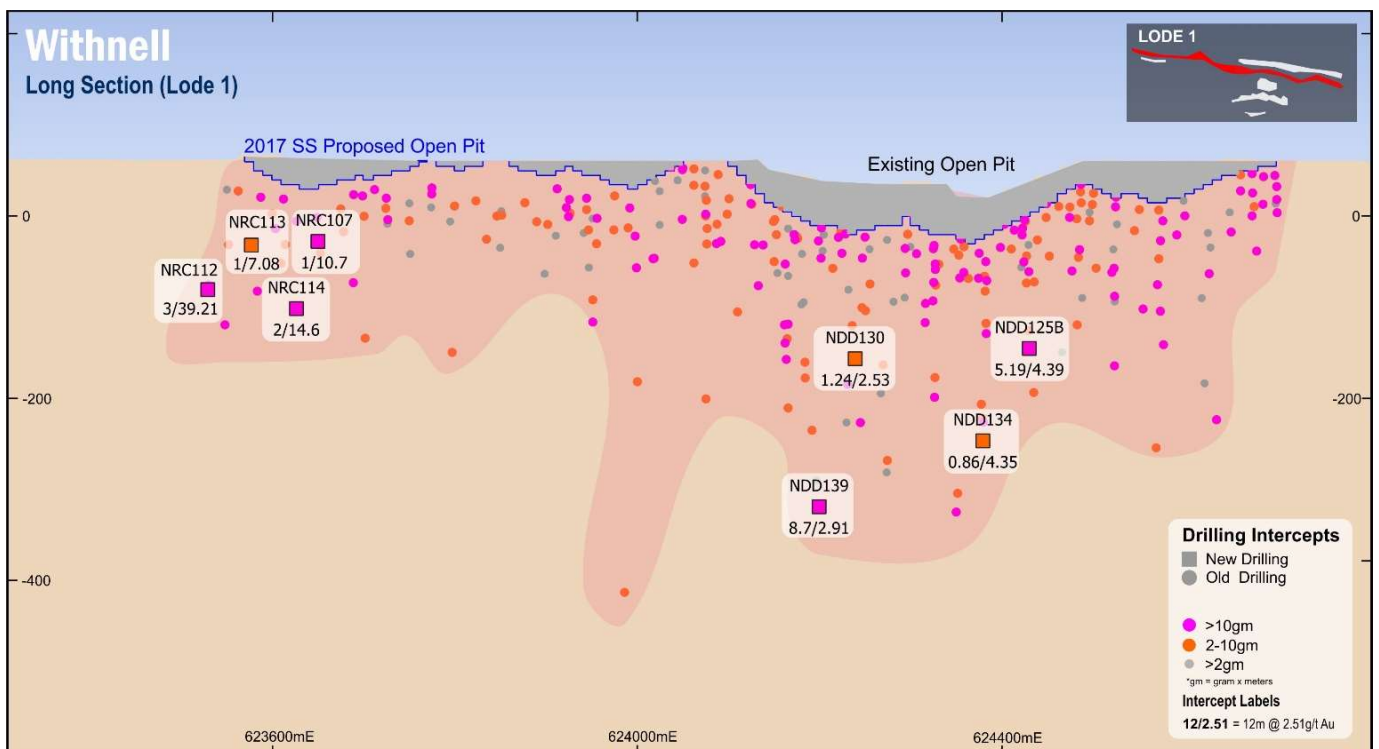 Withnell
Long Section (Lode 1)
LODE 1
2017 SS Proposed Open Pit
Existing Open Pit
0
0
NRC113
1/7.08
NRC107
1/10.7
NRC112
3/39.21
NRC114
2/14.6
NDD130
1.24/2.53
NDD125B
5.19/4.39
-200
-200
NDD134
0.86/4.35
NDD139
8.7/2.91
-400
Drilling Intercepts
New Drilling
Old Drilling
>10gm
2-10gm
>2gm
*gm = gram x meters
Intercept Labels
12/2.51 = 12m @ 2.51g/t Au
623600mE
624000mE
624400mE